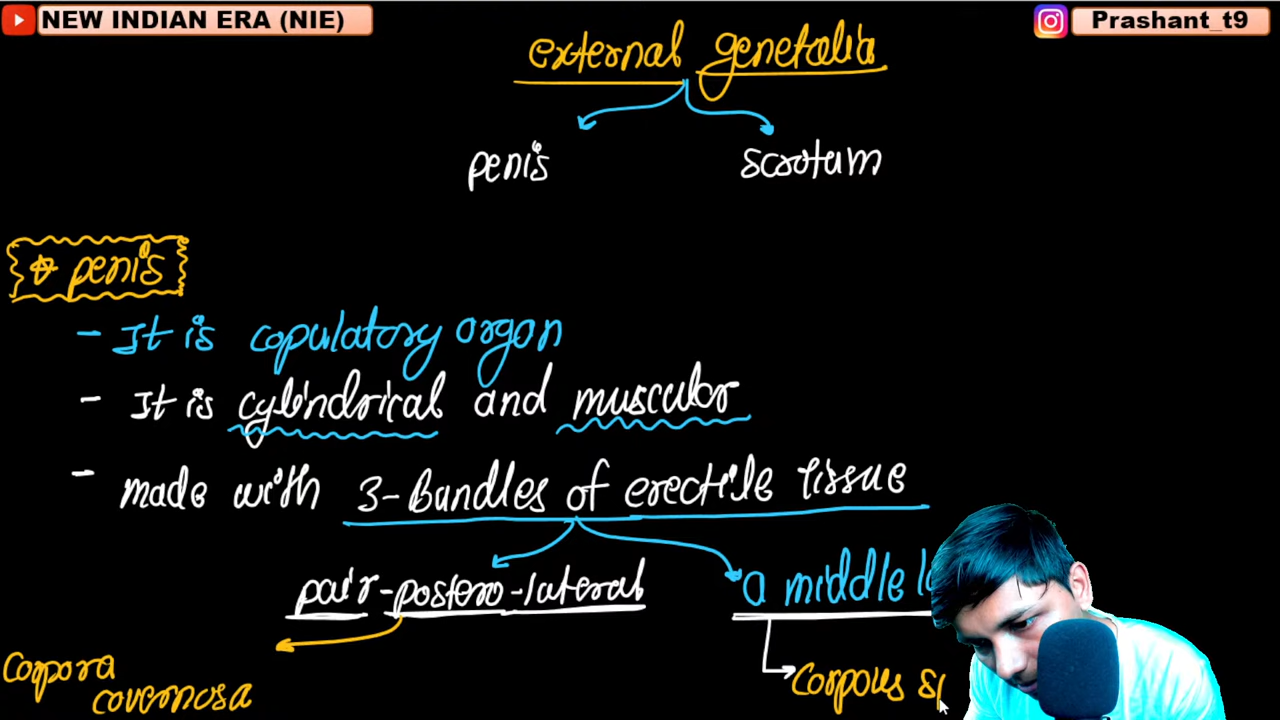 NEW INDIAN ERA (NIE)
Prashant_t9
external genetalia
penis scrotum
penis
- It is copulatory organ
- It is cylindrical and muscular
- made with 3-Bundles of erectile tissue
pair-postero-lateral a middle
Corpora
covernosa
Corpous